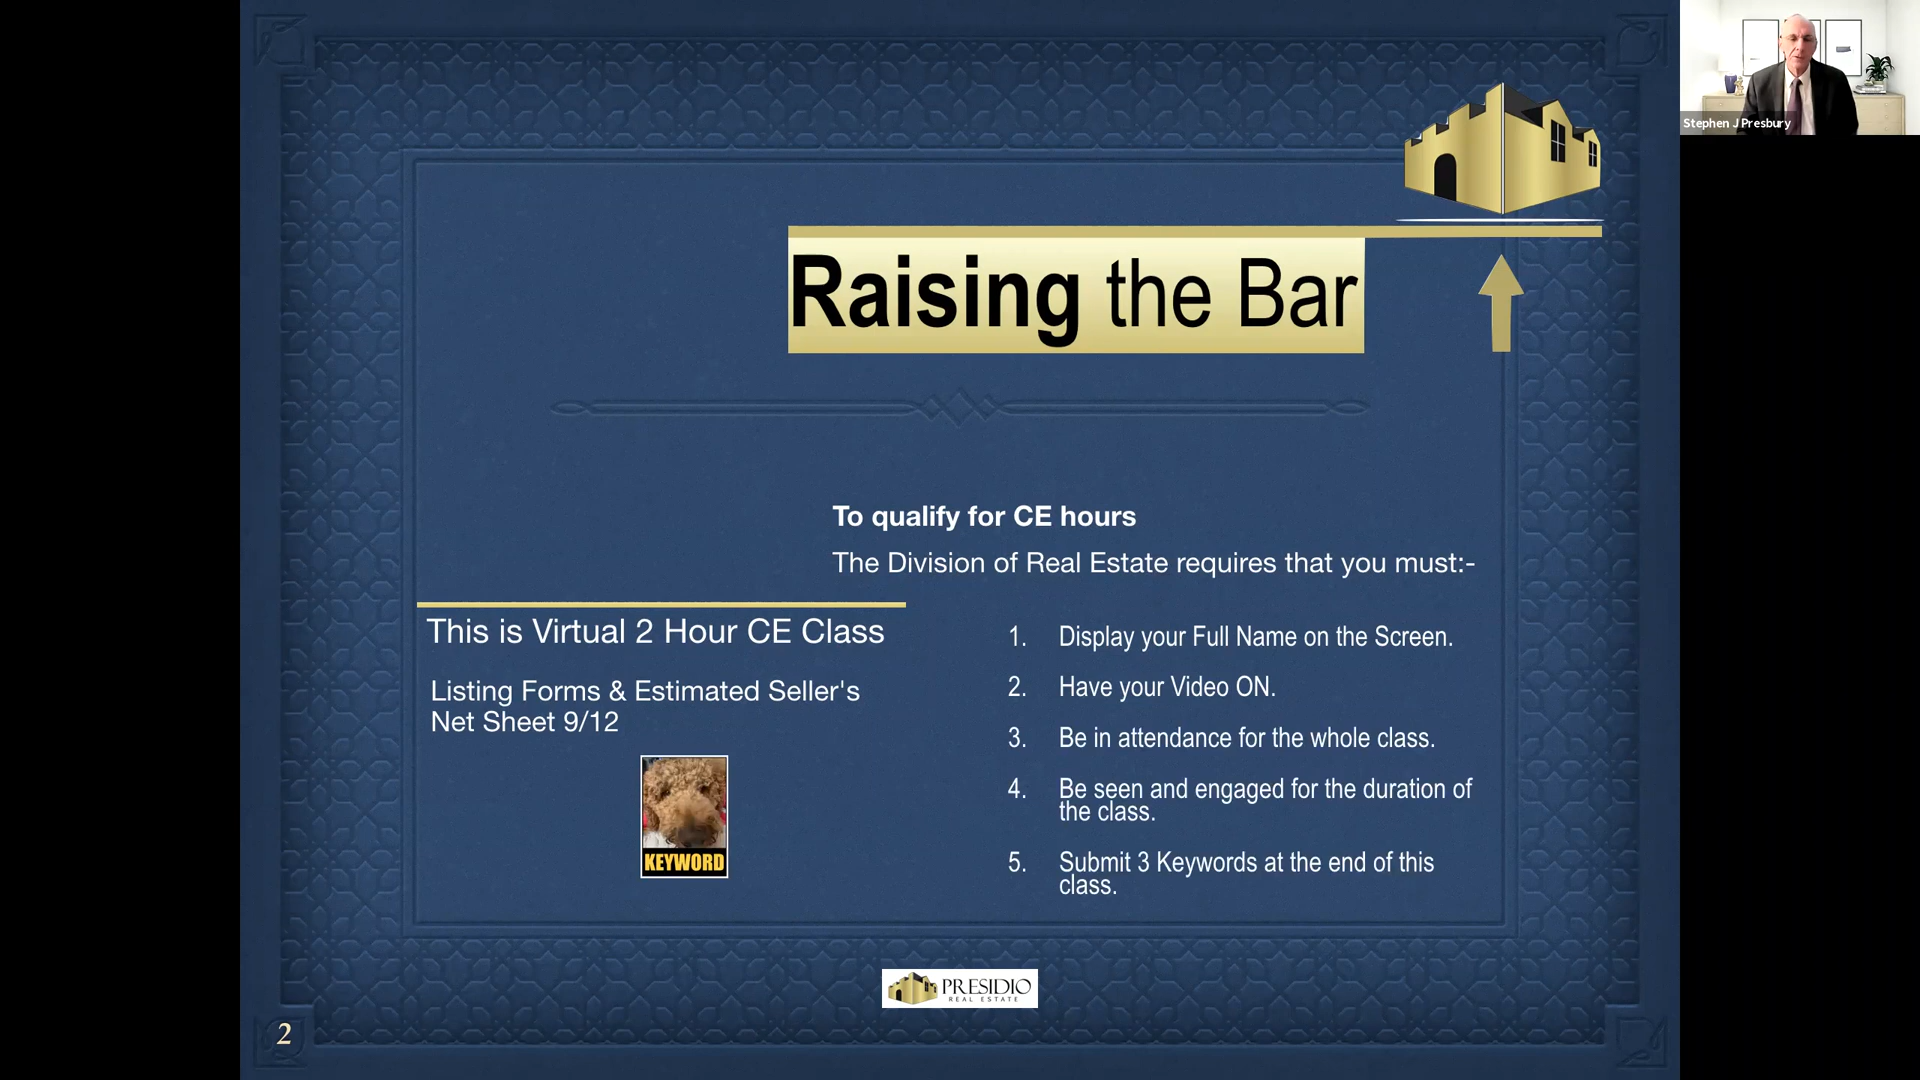 Stephen J Presbury
Raising the Bar
To qualify for CE hours
The Division of Real Estate requires that you must:-
This is Virtual 2 Hour CE Class
Listing Forms & Estimated Seller's
Net Sheet 9/12
KEYWORD
1. Display your Full Name on the Screen.
2. Have your Video ON.
3. Be in attendance for the whole class.
4. Be seen and engaged for the duration of
the class.
5. Submit 3 Keywords at the end of this
class.
PRESIDIO
REAL ESTATE
2